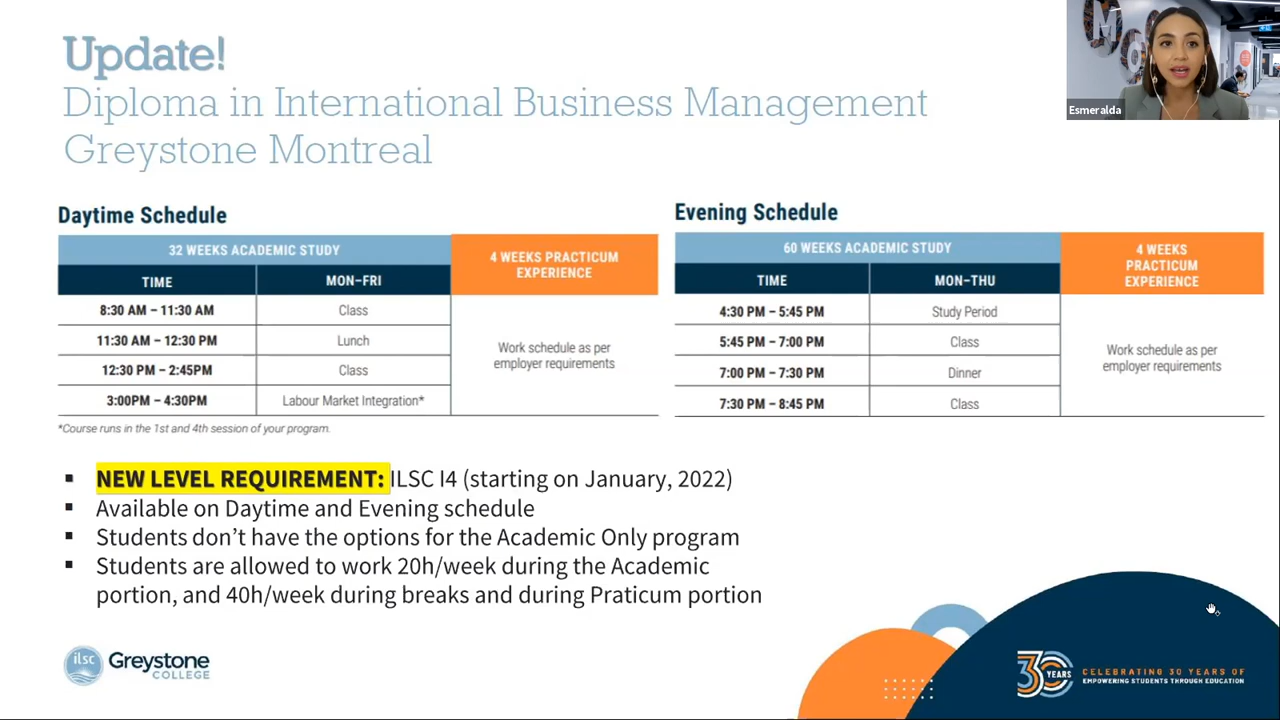 Update!
Diploma in International Business Management
Greystone Montreal
Esmeralda
Daytime Schedule
32 WEEKS ACADEMIC STUDY
4 WEEKS PRACTICUM
EXPERIENCE
TIME
MON–FRI
8:30 AM – 11:30 AM
Class
11:30 AM – 12:30 PM
Lunch
12:30 PM – 2:45PM
Class
3:00PM – 4:30PM
Labour Market Integration*
Work schedule as per
employer requirements
*Course runs in the 1st and 4th session of your program.
Evening Schedule
60 WEEKS ACADEMIC STUDY
4 WEEKS
PRACTICUM
EXPERIENCE
TIME
MON–THU
4:30 PM – 5:45 PM
Study Period
5:45 PM – 7:00 PM
Class
7:00 PM – 7:30 PM
Dinner
7:30 PM – 8:45 PM
Class
Work schedule as per
employer requirements
▪ NEW LEVEL REQUIREMENT: ILSC I4 (starting on January, 2022)
▪ Available on Daytime and Evening schedule
▪ Students don’t have the options for the Academic Only program
▪ Students are allowed to work 20h/week during the Academic
portion, and 40h/week during breaks and during Praticum portion
ilsc
Greystone
COLLEGE
30
YEARS
CELEBRATING 30 YEARS OF
EMPOWERING STUDENTS THROUGH EDUCATION